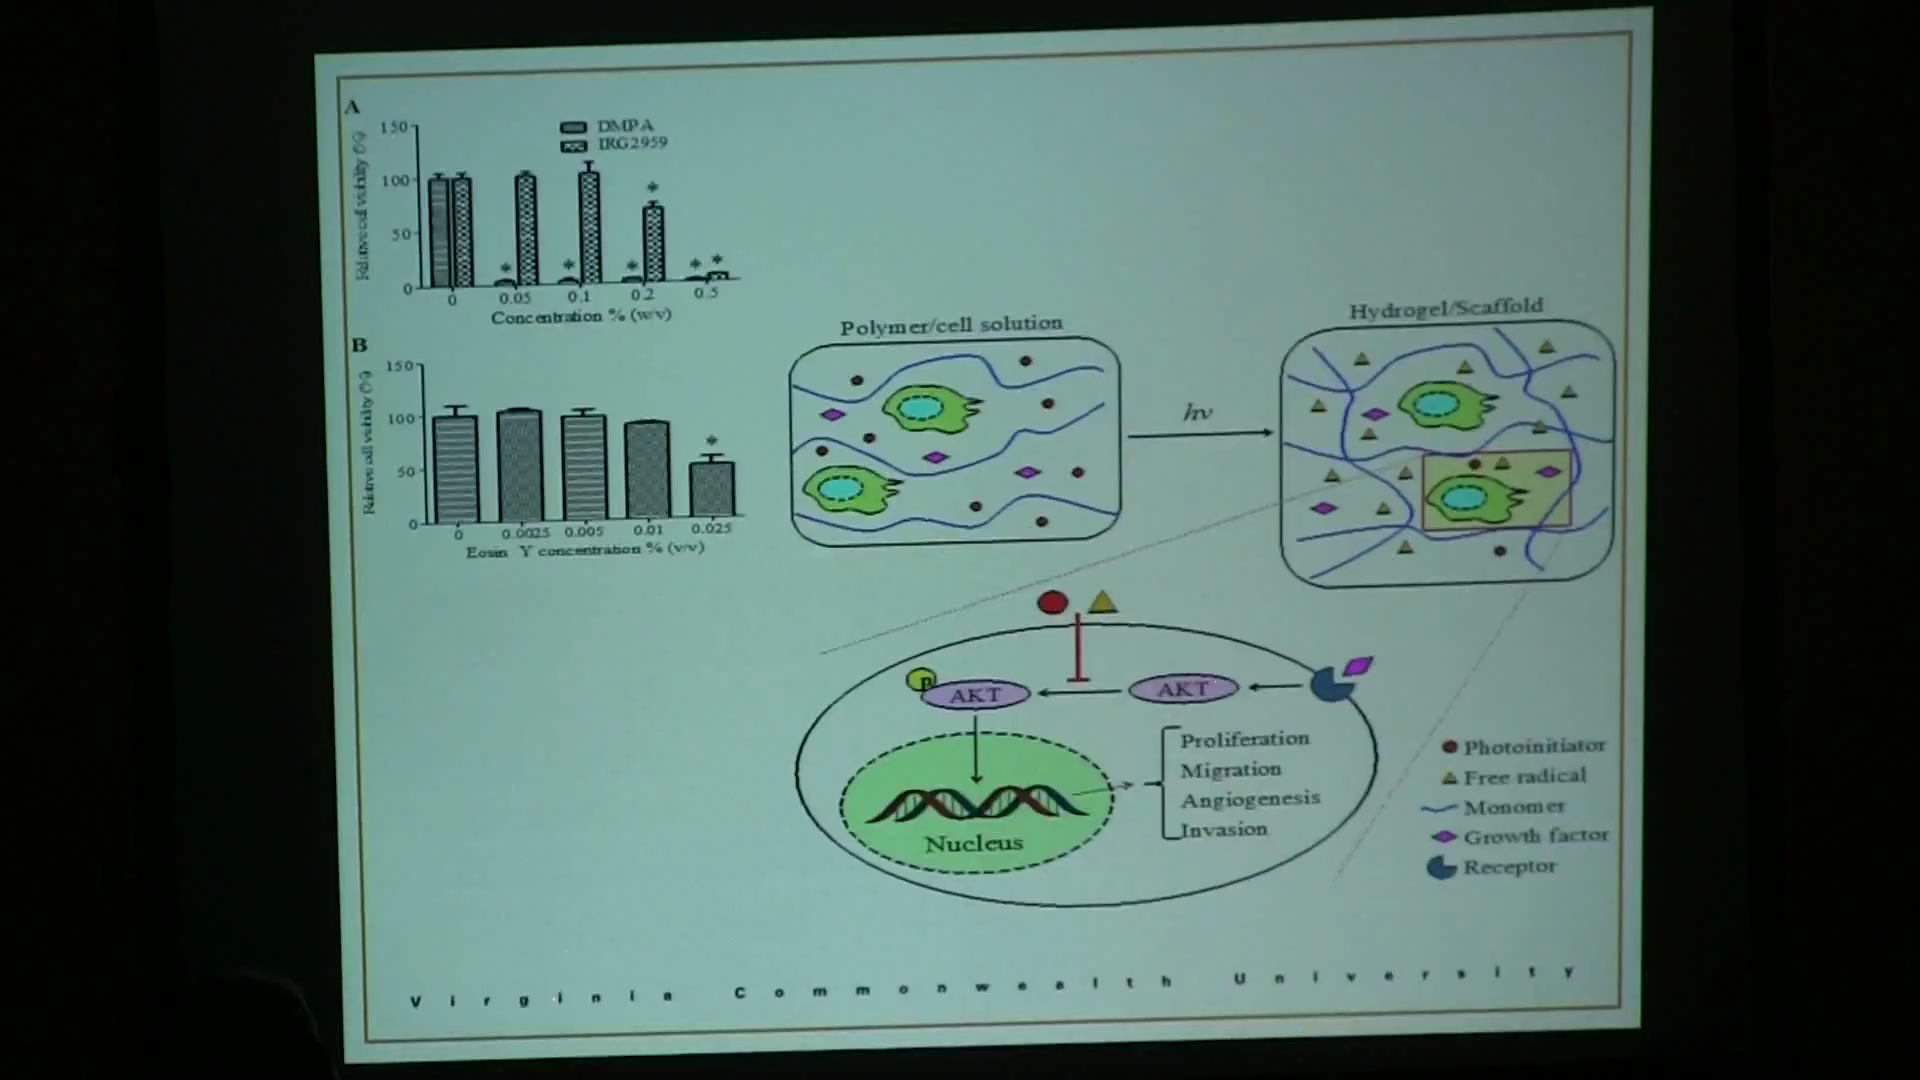 A
Relative cell viability (%)
150
100
50
0
DMPA
IRG2959
*
*
*
*
*
*
0
0.05
0.1
0.2
0.5
Concentration % (w/v)
B
Relative cell viability (%)
150
100
50
0
*
0
0.0025
0.005
0.01
0.025
Eosin Y concentration % (v/v)
Polymer/cell solution
hv
Hydrogel/Scaffold
P
AKT
AKT
Nucleus
Proliferation
Migration
Angiogenesis
Invasion
Photoinitiator
Free radical
Monomer
Growth factor
Receptor
Virginia Commonwealth University